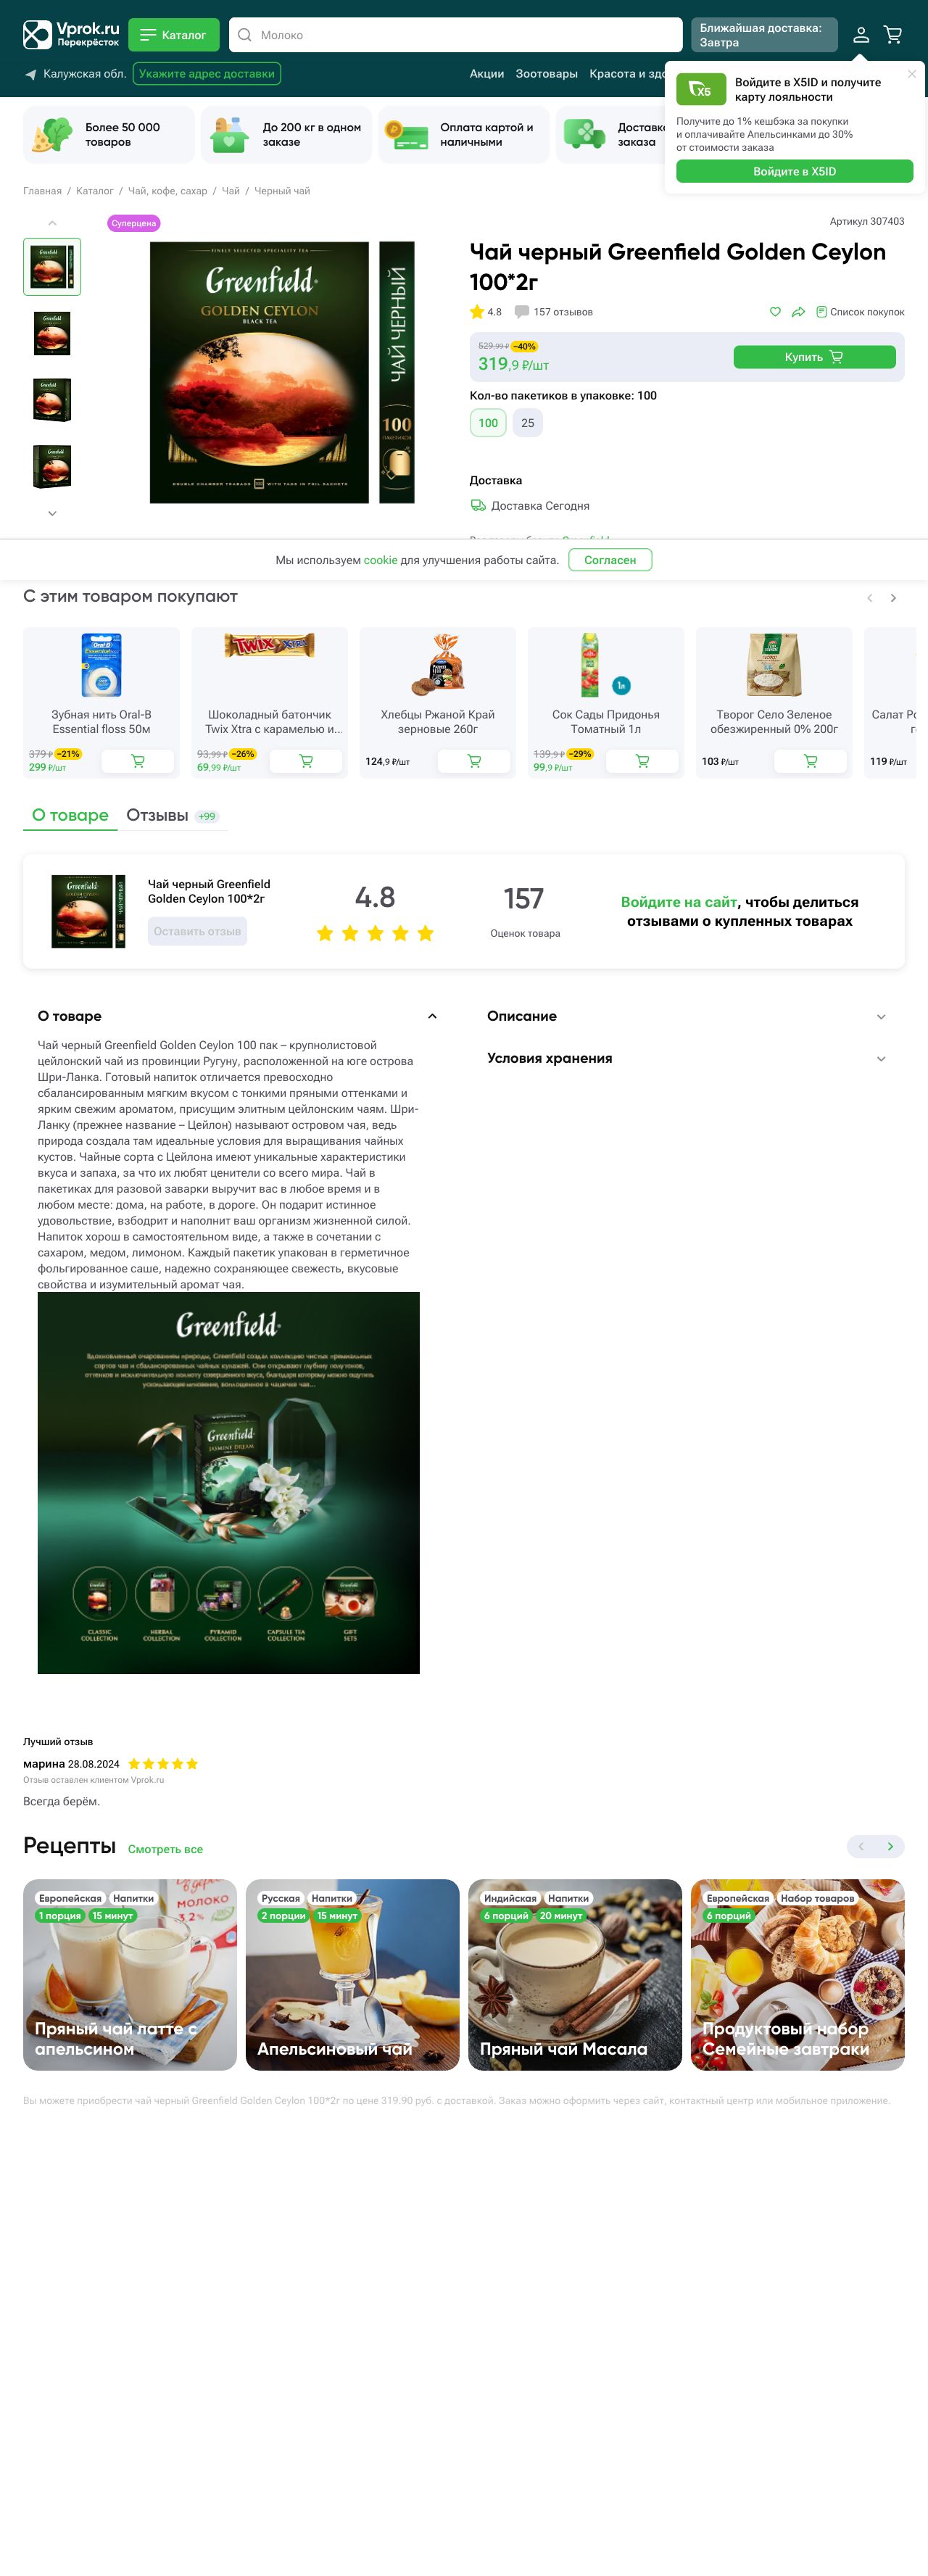 Vprok.ru
Перекрёсток
Каталог
Молоко
Ближайшая доставка:
Завтра
Калужская обл.
Укажите адрес доставки
Акции
Зоотовары
Красота и здо
Войдите в X5ID и получите
карту лояльности
X5
Получите до 1% кешбэка за покупки
и оплачивайте Апельсинками до 30%
от стоимости заказа
Войдите в X5ID
Более 50 000
товаров
До 200 кг в одном
заказе
Оплата картой и
наличными
Доставка
заказа
Главная / Каталог / Чай, кофе, сахар / Чай / Черный чай
Суперцена
Артикул 307403
FINELY SELECTED SPECIALITY TEA
Greenfield
GOLDEN CEYLON
BLACK TEA
ЧАЙ ЧЕРНЫЙ
100
ПАКЕТИКОВ
DOUBLE CHAMBER TEABAGS 100 WITH TAGS IN FOIL SACHETS
Чай черный Greenfield Golden Ceylon
100*2г
4.8
157 отзывов
Список покупок
529,99 ₽
−40%
319,9 ₽/шт
Купить
Кол-во пакетиков в упаковке: 100
100
25
Доставка
Доставка Сегодня
Мы используем cookie для улучшения работы сайта.
Согласен
С этим товаром покупают
Зубная нить Oral-B
Essential floss 50м
379 ₽
−21%
299 ₽/шт
Шоколадный батончик
Twix Xtra с карамелью и...
93,99 ₽
−26%
69,99 ₽/шт
Хлебцы Ржаной Край
зерновые 260г
124,9 ₽/шт
1л
Сок Сады Придонья
Томатный 1л
139,9 ₽
−29%
99,9 ₽/шт
Творог Село Зеленое
обезжиренный 0% 200г
103 ₽/шт
119 ₽/шт
О товаре
Отзывы
+99
Чай черный Greenfield
Golden Ceylon 100*2г
Оставить отзыв
4.8
157
Оценок товара
Войдите на сайт, чтобы делиться
отзывами о купленных товарах
О товаре
Чай черный Greenfield Golden Ceylon 100 пак – крупнолистовой
цейлонский чай из провинции Ругуну, расположенной на юге острова
Шри-Ланка. Готовый напиток отличается превосходно
сбалансированным мягким вкусом с тонкими пряными оттенками и
ярким свежим ароматом, присущим элитным цейлонским чаям. Шри-
Ланку (прежнее название – Цейлон) называют островом чая, ведь
природа создала там идеальные условия для выращивания чайных
кустов. Чайные сорта с Цейлона имеют уникальные характеристики
вкуса и запаха, за что их любят ценители со всего мира. Чай в
пакетиках для разовой заварки выручит вас в любое время и в
любом месте: дома, на работе, в дороге. Он подарит истинное
удовольствие, взбодрит и наполнит ваш организм жизненной силой.
Напиток хорош в самостоятельном виде, а также в сочетании с
сахаром, медом, лимоном. Каждый пакетик упакован в герметичное
фольгированное саше, надежно сохраняющее свежесть, вкусовые
свойства и изумительный аромат чая.
Описание
Условия хранения
Greenfield
Greenfield
JASMINE DREAM
CLASSIC
COLLECTION
HERBAL
COLLECTION
PYRAMID
COLLECTION
CAPSULE TEA
COLLECTION
GIFT
SETS
Лучший отзыв
марина 28.08.2024
Отзыв оставлен клиентом Vprok.ru
Всегда берём.
Рецепты
Смотреть все
Европейская
Напитки
1 порция
15 минут
Пряный чай латте с
апельсином
Русская
Напитки
2 порции
15 минут
Апельсиновый чай
Индийская
Напитки
6 порций
20 минут
Пряный чай Масала
Европейская
Набор товаров
6 порций
Продуктовый набор
Семейные завтраки
Вы можете приобрести чай черный Greenfield Golden Ceylon 100*2г по цене 319.90 руб. с доставкой. Заказ можно оформить через сайт, контактный центр или мобильное приложение.